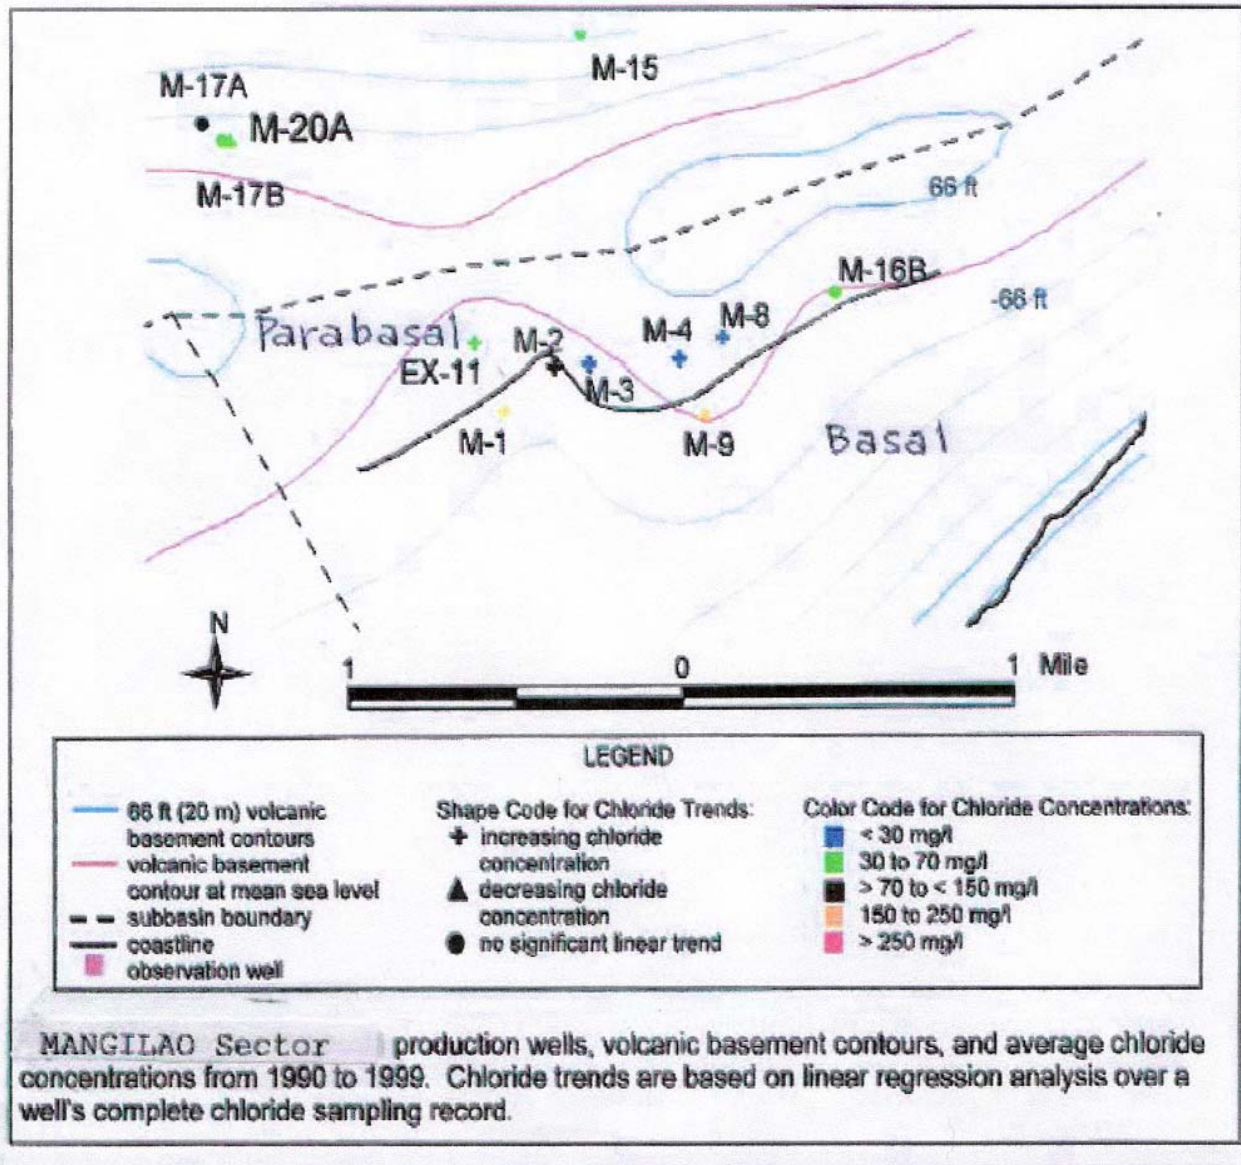 M-15
M-17A
M-20A
M-17B
66 ft
M-16B
-66 ft
Parabasal
M-2
M-4
M-8
EX-11
M-3
M-1
M-9
Basal
N
1 0 1 Mile
LEGEND
66 ft (20 m) volcanic
basement contours
volcanic basement
contour at mean sea level
subbasin boundary
coastline
observation well
Shape Code for Chloride Trends:
increasing chloride
concentration
decreasing chloride
concentration
no significant linear trend
Color Code for Chloride Concentrations:
< 30 mg/l
30 to 70 mg/l
> 70 to < 150 mg/l
150 to 250 mg/l
> 250 mg/l
MANGILAO Sector production wells, volcanic basement contours, and average chloride
concentrations from 1990 to 1999. Chloride trends are based on linear regression analysis over a
well's complete chloride sampling record.